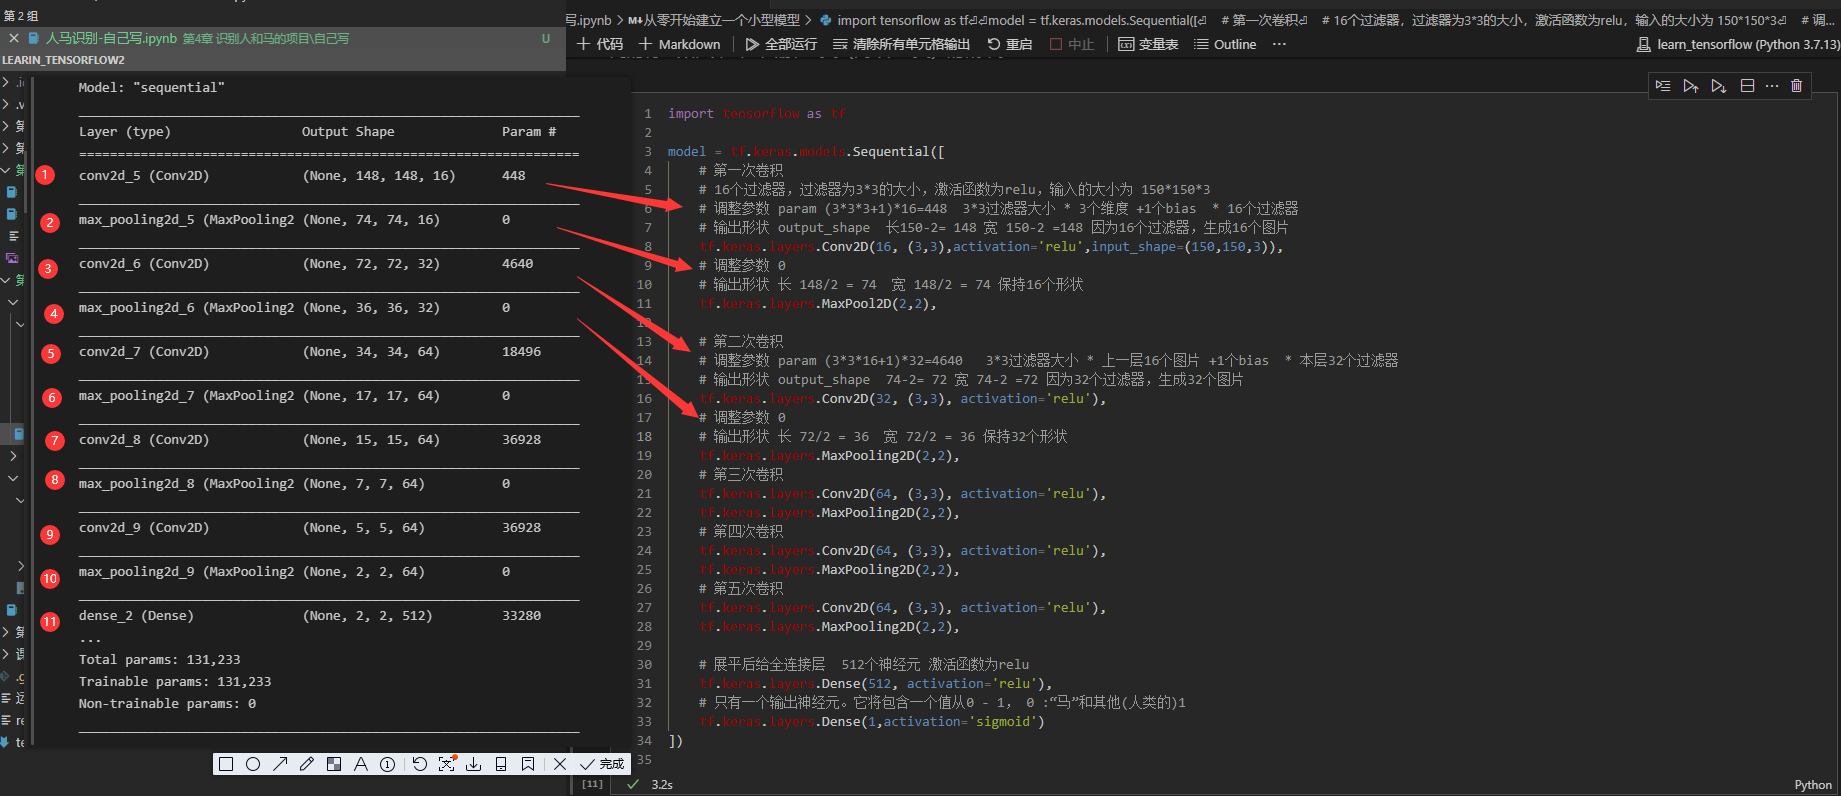 第 2 组
人马识别-自己写.ipynb 第4章 识别人和马的项目\自己写 U
LEARIN_TENSORFLOW2
写.ipynb > M↓从零开始建立一个小型模型 > import tensorflow as tf⏎⏎model = tf.keras.models.Sequential([⏎ # 第一次卷积⏎ # 16个过滤器，过滤器为3*3的大小，激活函数为relu，输入的大小为 150*150*3⏎ # 调...
代码 Markdown 全部运行 清除所有单元格输出 重启 中止 变量表 Outline ··· learn_tensorflow (Python 3.7.13)
Model: "sequential"
Layer (type) Output Shape Param #
=================================================================
1 conv2d_5 (Conv2D) (None, 148, 148, 16) 448
2 max_pooling2d_5 (MaxPooling2 (None, 74, 74, 16) 0
3 conv2d_6 (Conv2D) (None, 72, 72, 32) 4640
4 max_pooling2d_6 (MaxPooling2 (None, 36, 36, 32) 0
5 conv2d_7 (Conv2D) (None, 34, 34, 64) 18496
6 max_pooling2d_7 (MaxPooling2 (None, 17, 17, 64) 0
7 conv2d_8 (Conv2D) (None, 15, 15, 64) 36928
8 max_pooling2d_8 (MaxPooling2 (None, 7, 7, 64) 0
9 conv2d_9 (Conv2D) (None, 5, 5, 64) 36928
10 max_pooling2d_9 (MaxPooling2 (None, 2, 2, 64) 0
11 dense_2 (Dense) (None, 2, 2, 512) 33280
...
Total params: 131,233
Trainable params: 131,233
Non-trainable params: 0
完成
1 import tensorflow as tf
2
3 model = tf.keras.models.Sequential([
4 # 第一次卷积
5 # 16个过滤器，过滤器为3*3的大小，激活函数为relu，输入的大小为 150*150*3
6 # 调整参数 param (3*3*3+1)*16=448 3*3过滤器大小 * 3个维度 +1个bias * 16个过滤器
7 # 输出形状 output_shape 长150-2= 148 宽 150-2 =148 因为16个过滤器，生成16个图片
8 tf.keras.layers.Conv2D(16, (3,3),activation='relu',input_shape=(150,150,3)),
9 # 调整参数 0
10 # 输出形状 长 148/2 = 74 宽 148/2 = 74 保持16个形状
11 tf.keras.layers.MaxPool2D(2,2),
12
13 # 第二次卷积
14 # 调整参数 param (3*3*16+1)*32=4640 3*3过滤器大小 * 上一层16个图片 +1个bias * 本层32个过滤器
15 # 输出形状 output_shape 74-2= 72 宽 74-2 =72 因为32个过滤器，生成32个图片
16 tf.keras.layers.Conv2D(32, (3,3), activation='relu'),
17 # 调整参数 0
18 # 输出形状 长 72/2 = 36 宽 72/2 = 36 保持32个形状
19 tf.keras.layers.MaxPooling2D(2,2),
20 # 第三次卷积
21 tf.keras.layers.Conv2D(64, (3,3), activation='relu'),
22 tf.keras.layers.MaxPooling2D(2,2),
23 # 第四次卷积
24 tf.keras.layers.Conv2D(64, (3,3), activation='relu'),
25 tf.keras.layers.MaxPooling2D(2,2),
26 # 第五次卷积
27 tf.keras.layers.Conv2D(64, (3,3), activation='relu'),
28 tf.keras.layers.MaxPooling2D(2,2),
29
30 # 展平后给全连接层 512个神经元 激活函数为relu
31 tf.keras.layers.Dense(512, activation='relu'),
32 # 只有一个输出神经元。它将包含一个值从0 - 1， 0 :“马”和其他(人类的)1
33 tf.keras.layers.Dense(1,activation='sigmoid')
34 ])
35
[11] 3.2s Python